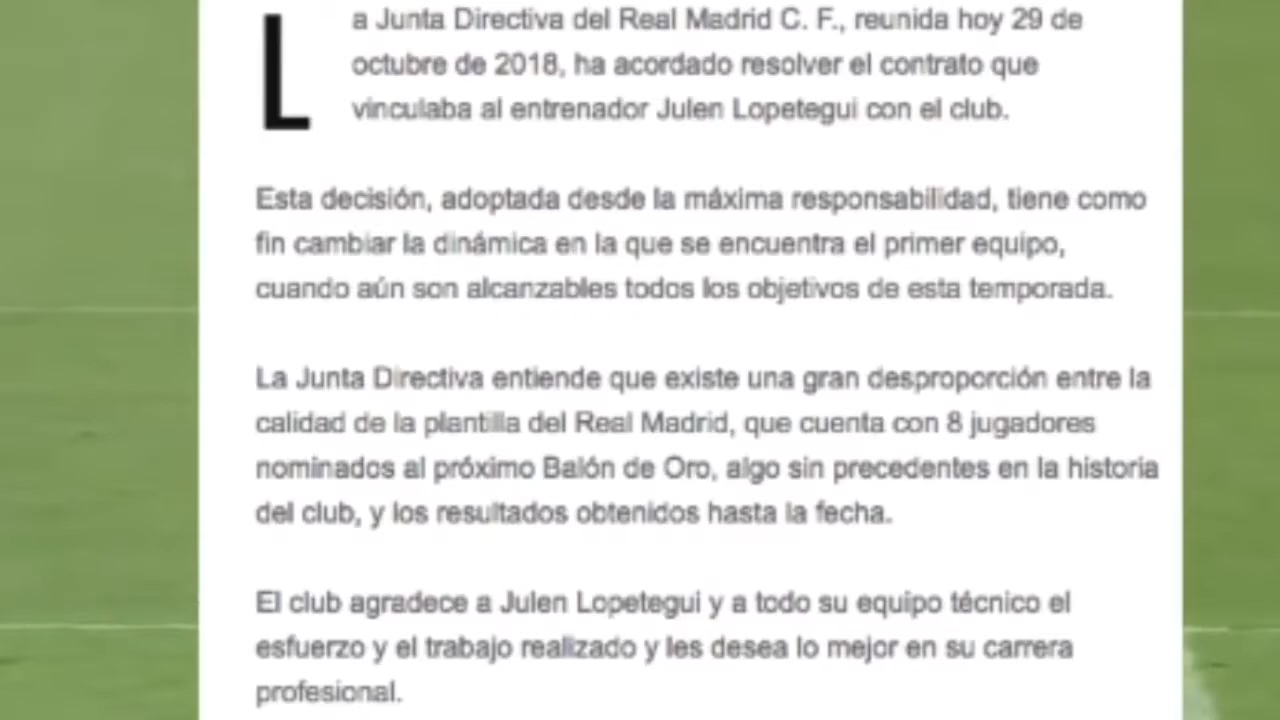 La Junta Directiva del Real Madrid C. F., reunida hoy 29 de
octubre de 2018, ha acordado resolver el contrato que
vinculaba al entrenador Julen Lopetegui con el club.
Esta decisión, adoptada desde la máxima responsabilidad, tiene como
fin cambiar la dinámica en la que se encuentra el primer equipo,
cuando aún son alcanzables todos los objetivos de esta temporada.
La Junta Directiva entiende que existe una gran desproporción entre la
calidad de la plantilla del Real Madrid, que cuenta con 8 jugadores
nominados al próximo Balón de Oro, algo sin precedentes en la historia
del club, y los resultados obtenidos hasta la fecha.
El club agradece a Julen Lopetegui y a todo su equipo técnico el
esfuerzo y el trabajo realizado y les desea lo mejor en su carrera
profesional.